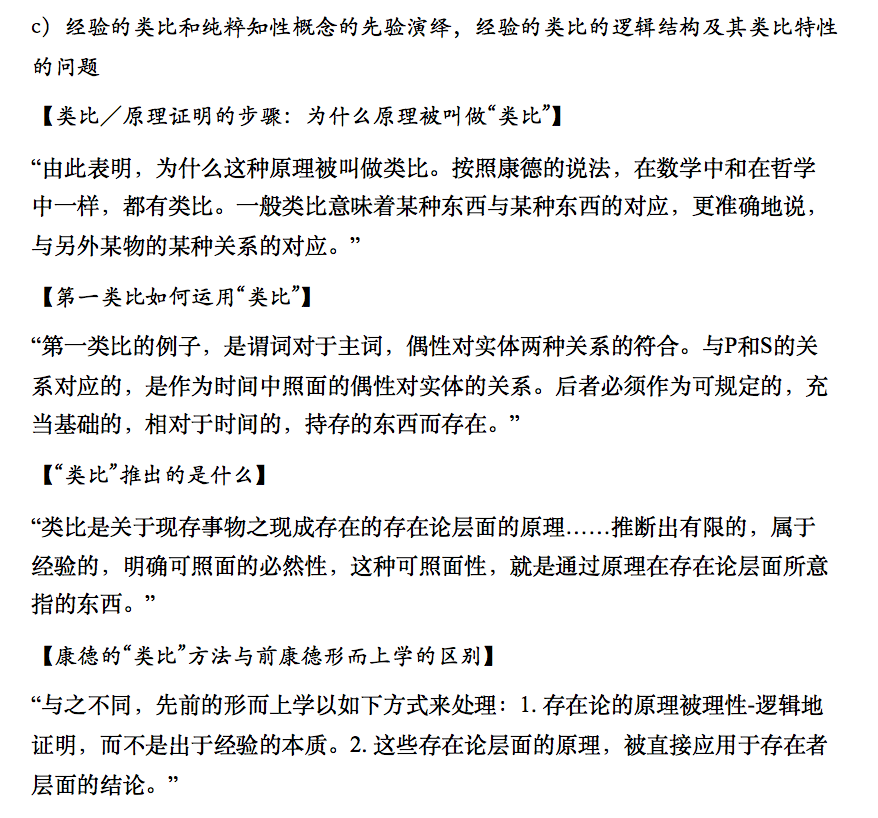 c）经验的类比和纯粹知性概念的先验演绎，经验的类比的逻辑结构及其类比特性
的问题
【类比／原理证明的步骤：为什么原理被叫做“类比”】
“由此表明，为什么这种原理被叫做类比。按照康德的说法，在数学中和在哲学
中一样，都有类比。一般类比意味着某种东西与某种东西的对应，更准确地说，
与另外某物的某种关系的对应。”
【第一类比如何运用“类比”】
“第一类比的例子，是谓词对于主词，偶性对实体两种关系的符合。与P和S的关
系对应的，是作为时间中照面的偶性对实体的关系。后者必须作为可规定的，充
当基础的，相对于时间的，持存的东西而存在。”
【“类比”推出的是什么】
“类比是关于现存事物之现成存在的存在论层面的原理……推断出有限的，属于
经验的，明确可照面的必然性，这种可照面性，就是通过原理在存在论层面所意
指的东西。”
【康德的“类比”方法与前康德形而上学的区别】
“与之不同，先前的形而上学以如下方式来处理：1. 存在论的原理被理性-逻辑地
证明，而不是出于经验的本质。2. 这些存在论层面的原理，被直接应用于存在者
层面的结论。”